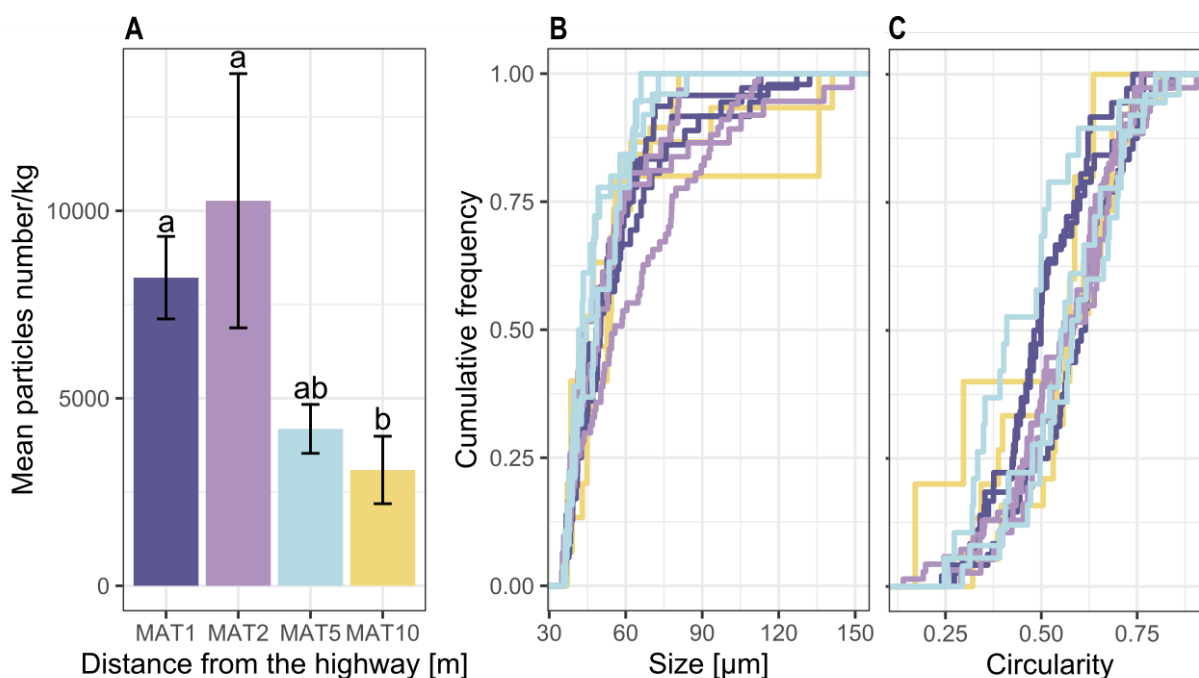 A
B
C
Mean particles number/kg
10000
5000
0
a
a
ab
b
MAT1 MAT2 MAT5 MAT10
Distance from the highway [m]
Cumulative frequency
1.00
0.75
0.50
0.25
0.00
30 60 90 120 150
Size [µm]
0.25 0.50 0.75
Circularity